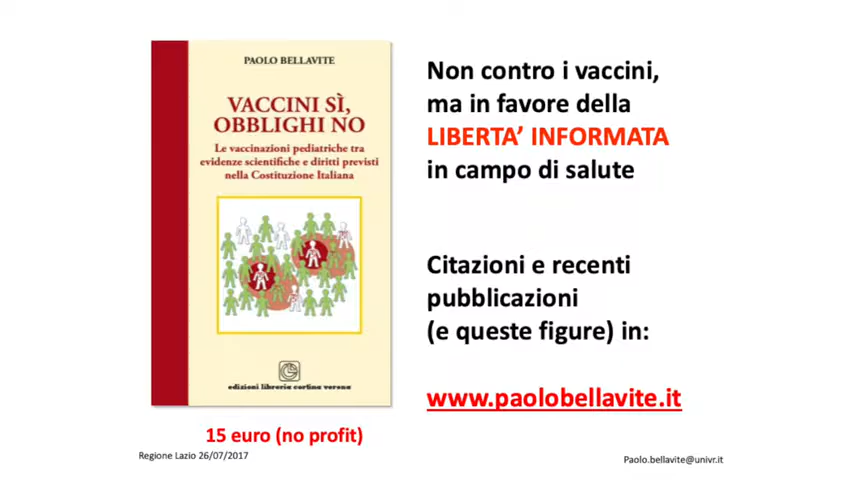 PAOLO BELLAVITE
VACCINI SÌ,
OBBLIGHI NO
Le vaccinazioni pediatriche tra
evidenze scientifiche e diritti previsti
nella Costituzione Italiana
edizioni libreria cortina verona
15 euro (no profit)
Regione Lazio 26/07/2017
Non contro i vaccini,
ma in favore della
LIBERTA’ INFORMATA
in campo di salute
Citazioni e recenti
pubblicazioni
(e queste figure) in:
www.paolobellavite.it
Paolo.bellavite@univr.it